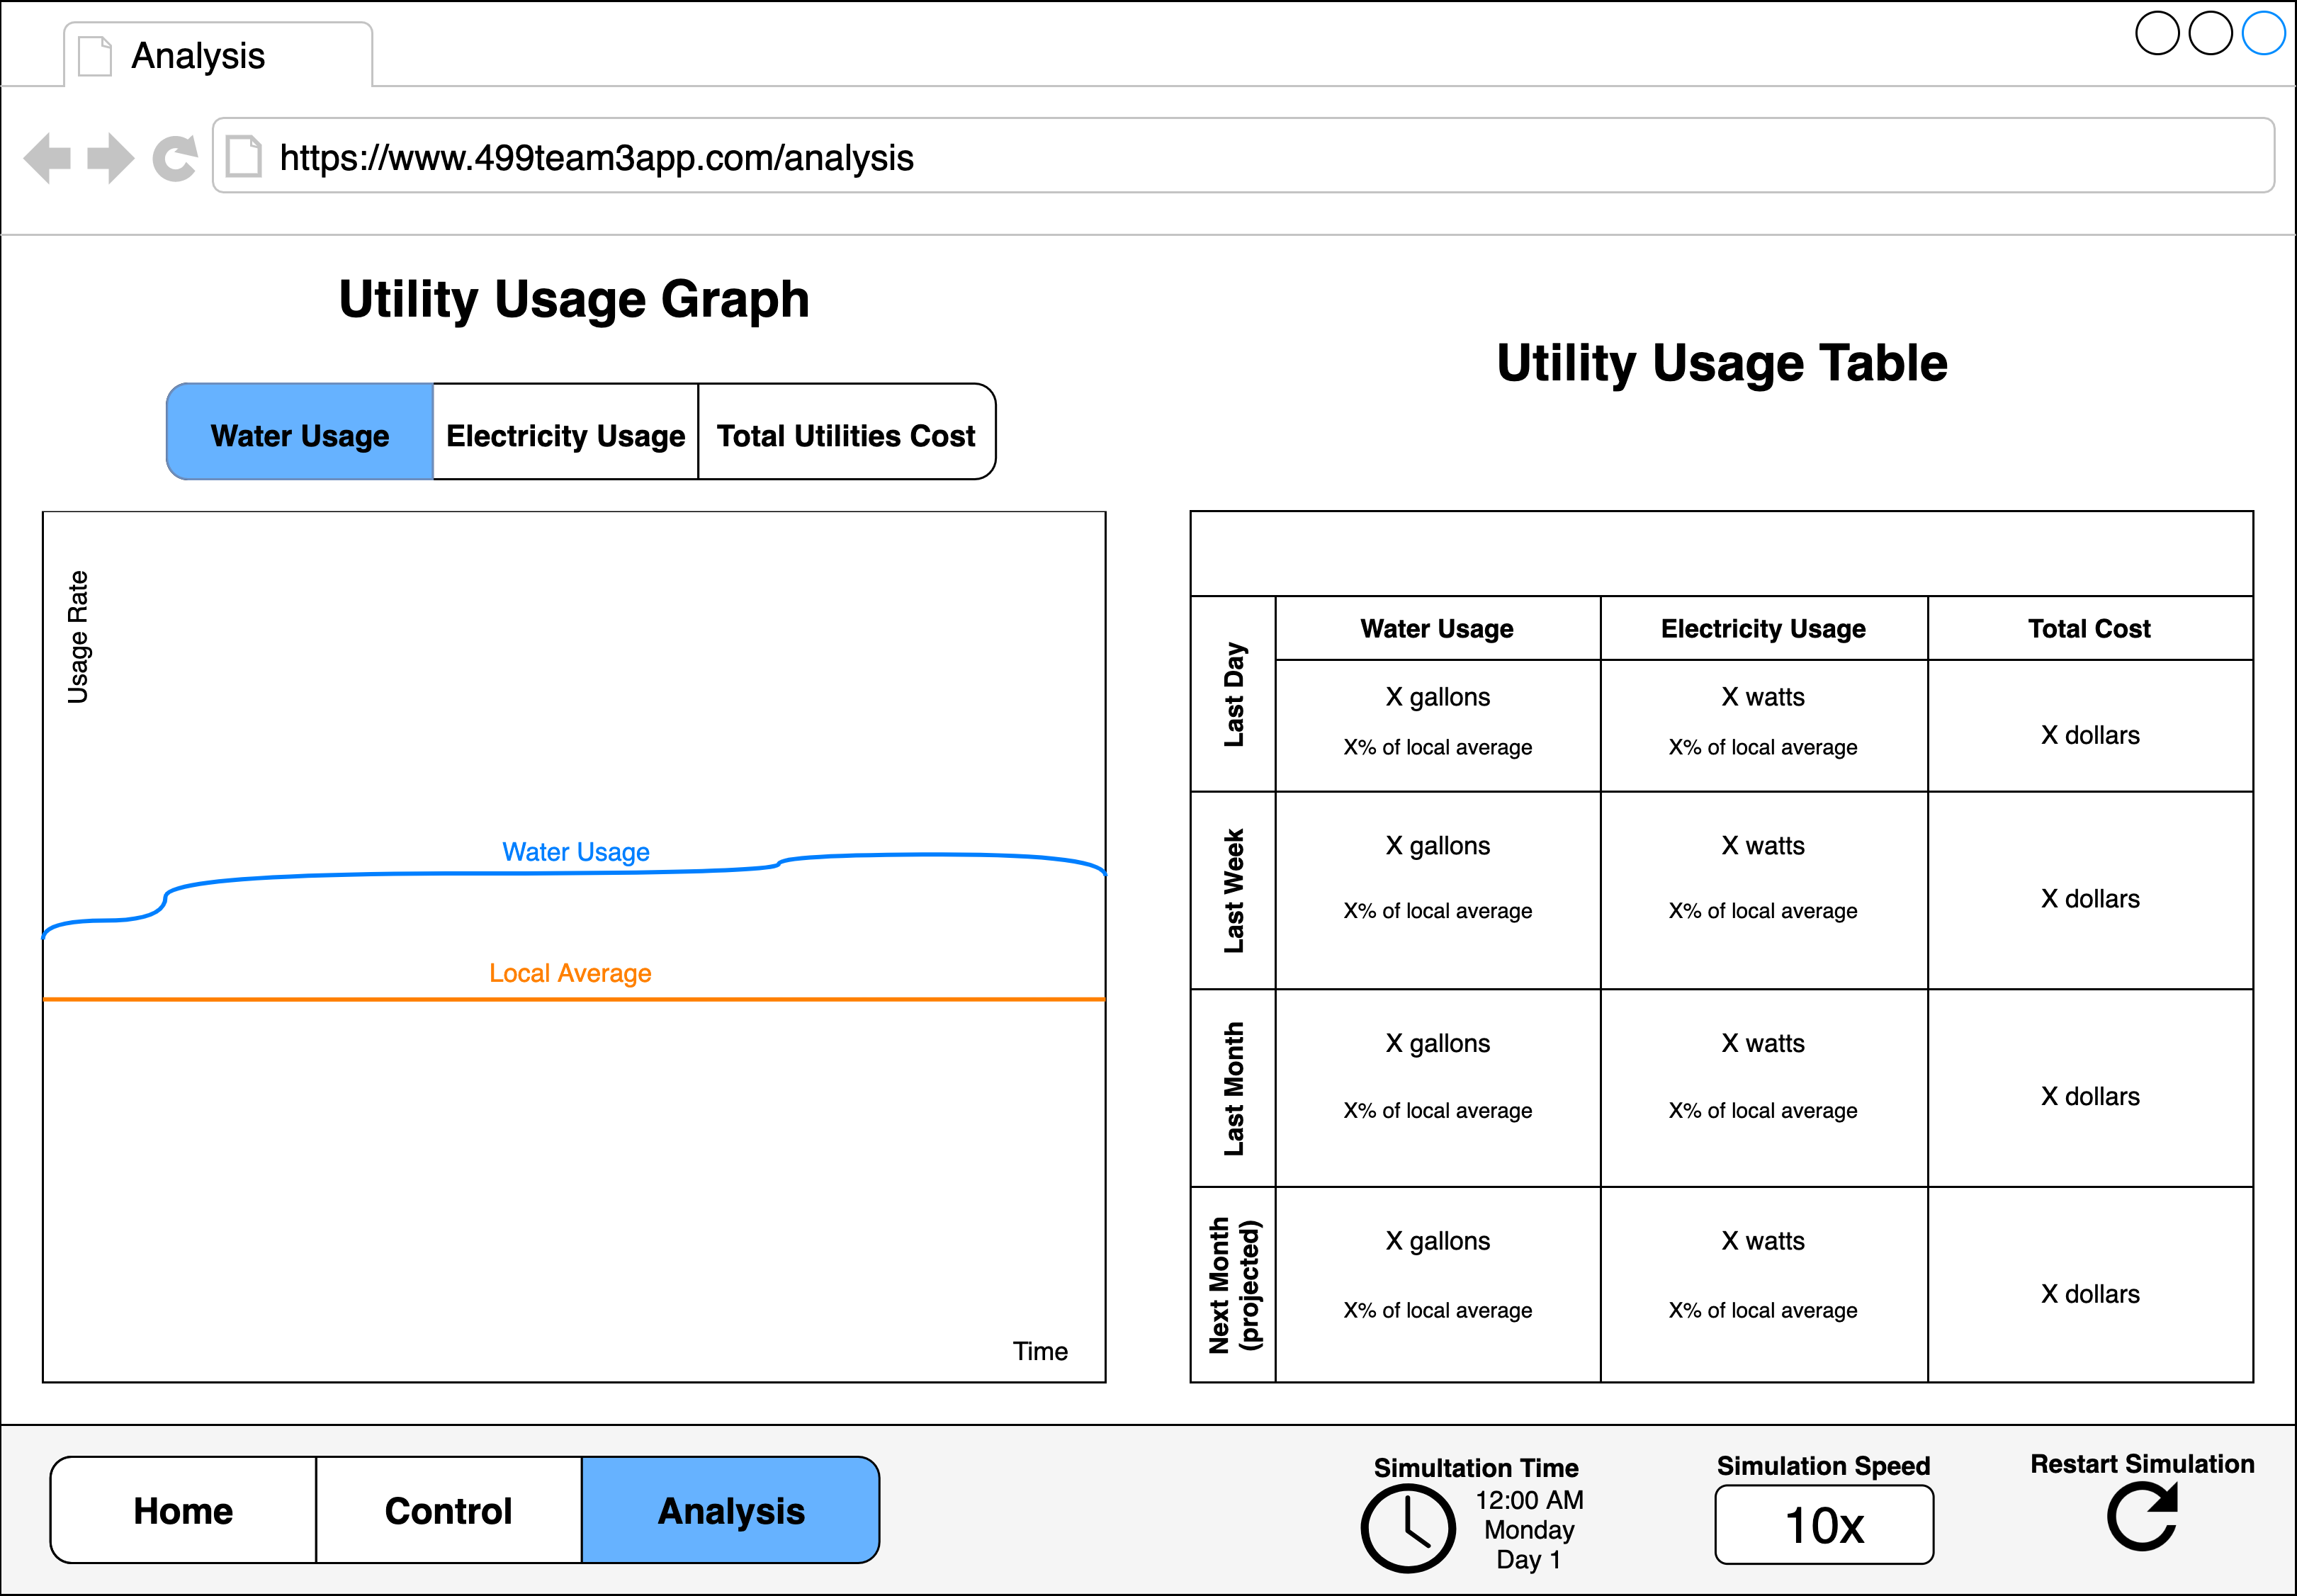 Analysis
https://www.499team3app.com/analysis
Utility Usage Graph
Water Usage
Electricity Usage
Total Utilities Cost
Usage Rate
Water Usage
Local Average
Time
Utility Usage Table
Last Day
Water Usage
Electricity Usage
Total Cost
X gallons
X% of local average
X watts
X% of local average
X dollars
Last Week
X gallons
X% of local average
X watts
X% of local average
X dollars
Last Month
X gallons
X% of local average
X watts
X% of local average
X dollars
Next Month
(projected)
X gallons
X% of local average
X watts
X% of local average
X dollars
Home
Control
Analysis
Simultation Time
12:00 AM
Monday
Day 1
Simulation Speed
10x
Restart Simulation